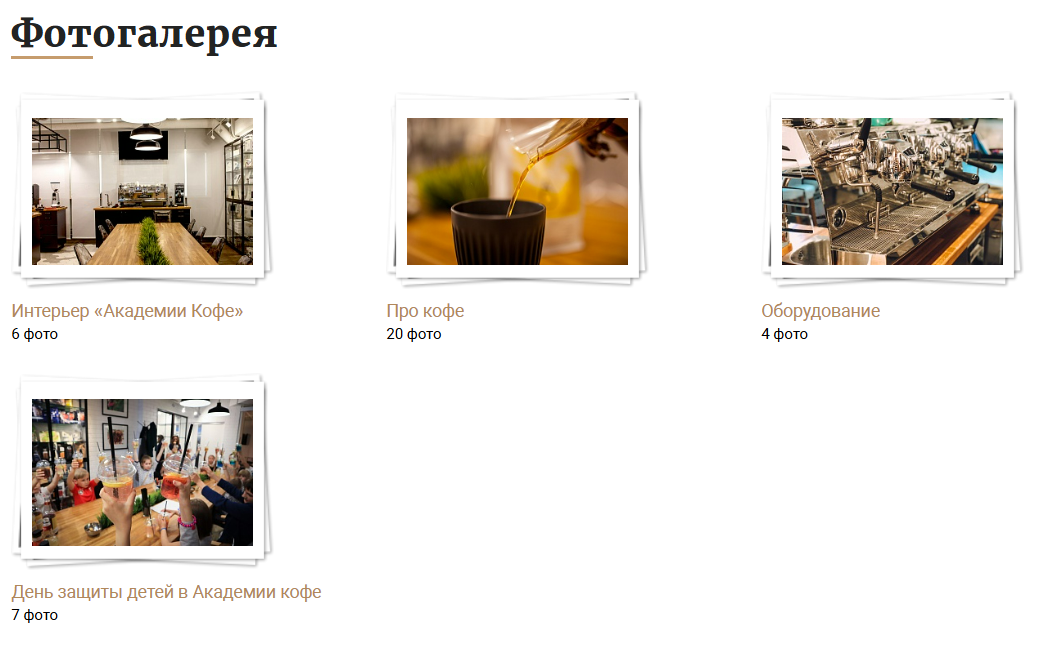 Фотогалерея
Интерьер «Академии Кофе»
6 фото
Про кофе
20 фото
Оборудование
4 фото
День защиты детей в Академии кофе
7 фото